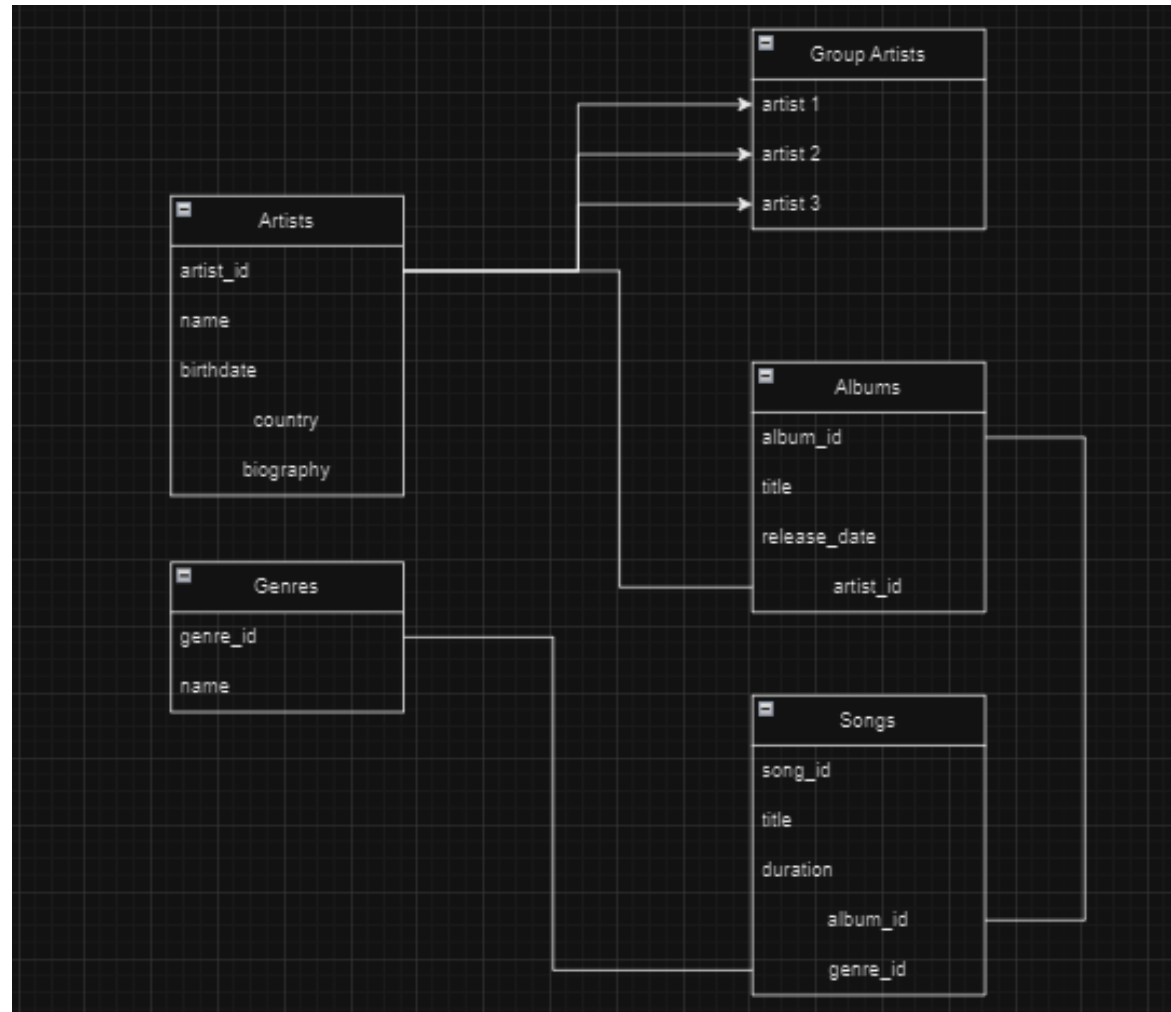 Group Artists
artist 1
artist 2
artist 3
Artists
artist_id
name
birthdate
country
biography
Albums
album_id
title
release_date
artist_id
Genres
genre_id
name
Songs
song_id
title
duration
album_id
genre_id